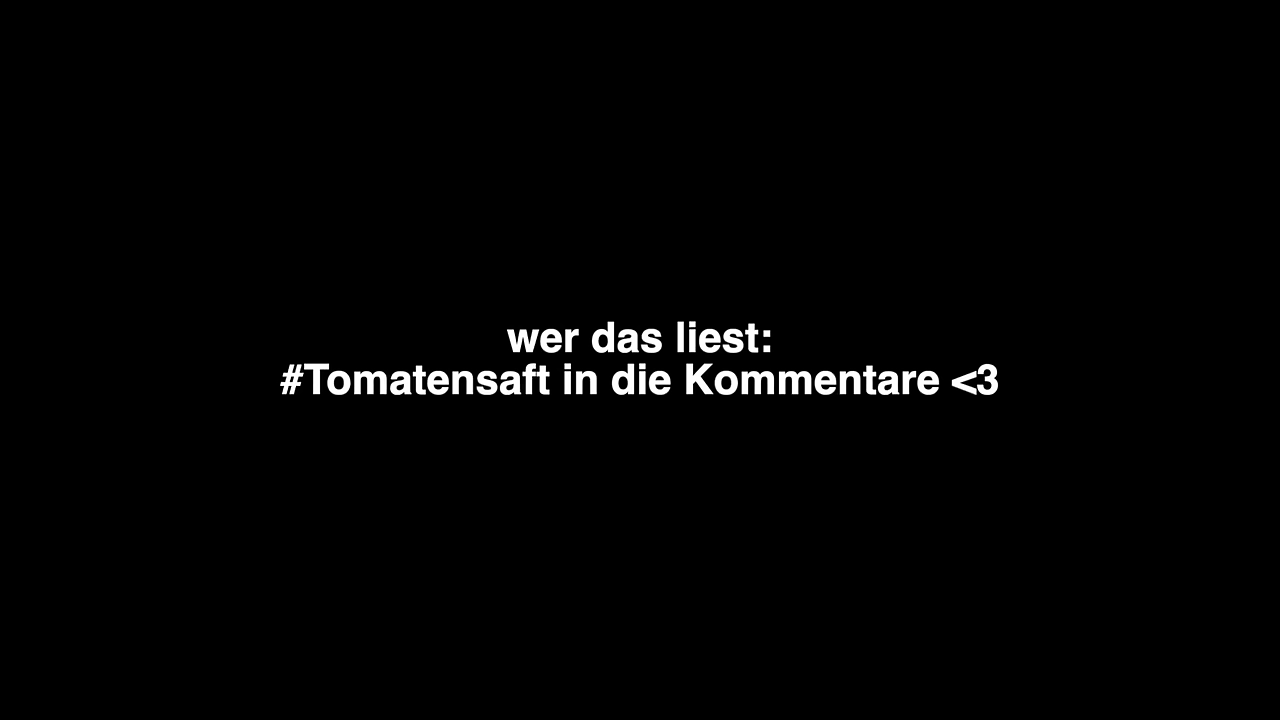 wer das liest:
#Tomatensaft in die Kommentare <3